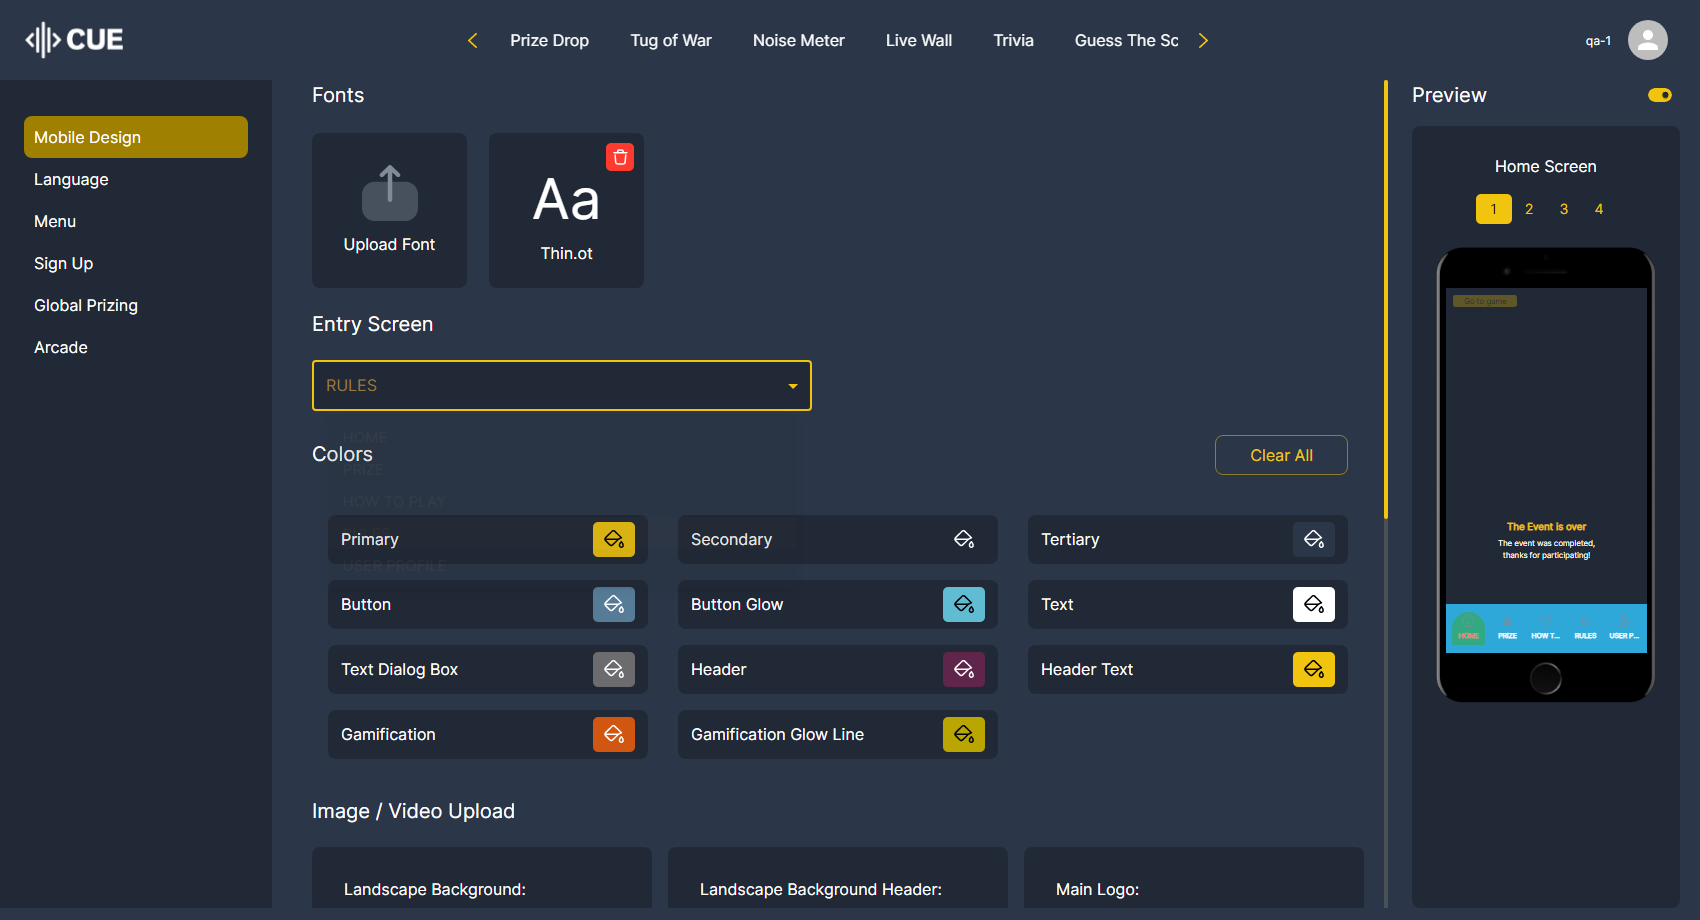 CUE
Prize Drop
Tug of War
Noise Meter
Live Wall
Trivia
Guess The Sc
qa-1
Mobile Design
Language
Menu
Sign Up
Global Prizing
Arcade
Fonts
Upload Font
Aa
Thin.ot
Entry Screen
RULES
HOME
PRIZE
HOW TO PLAY
USER PROFILE
Colors
Clear All
Primary
Secondary
Tertiary
Button
Button Glow
Text
Text Dialog Box
Header
Header Text
Gamification
Gamification Glow Line
Image / Video Upload
Landscape Background:
Landscape Background Header:
Main Logo:
Preview
Home Screen
1 2 3 4
Go to game
The Event is over
The event was completed,
thanks for participating!
HOME PRIZE HOW T... RULES USER P...